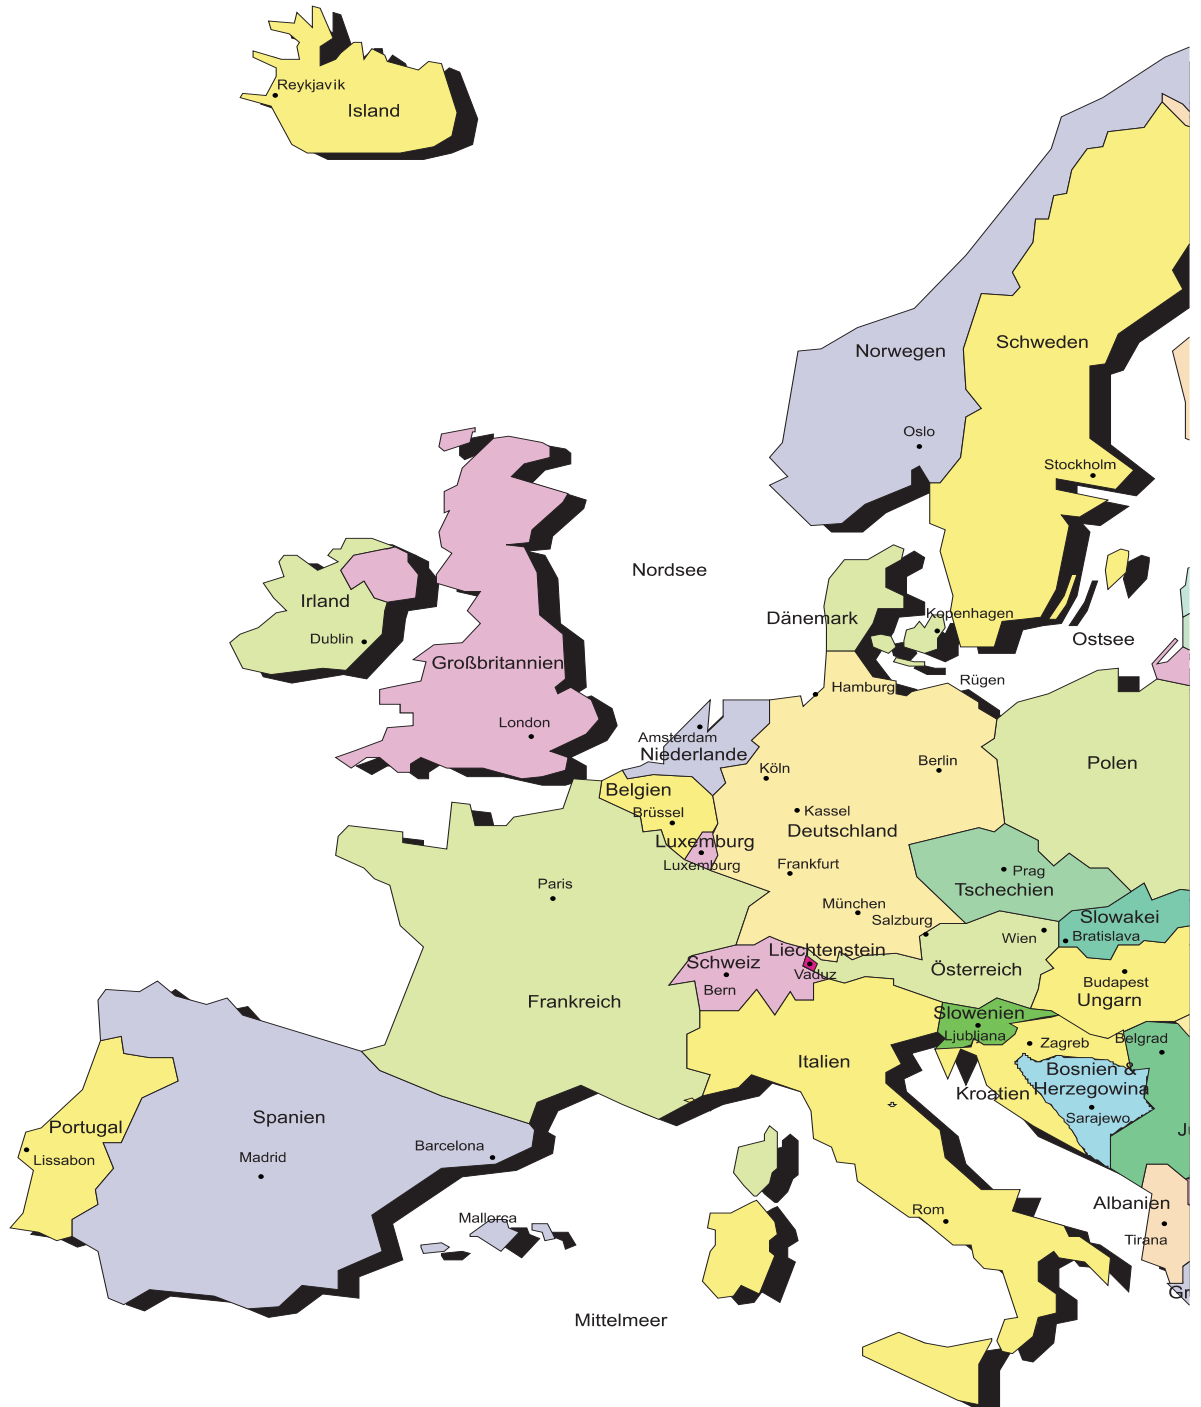 Reykjavik
Island
Norwegen
Schweden
Oslo
Stockholm
Nordsee
Irland
Dublin
Dänemark
Kopenhagen
Ostsee
Großbritannien
London
Hamburg
Rügen
Amsterdam
Niederlande
Köln
Berlin
Polen
Belgien
Brüssel
Kassel
Deutschland
Luxemburg
Luxemburg
Frankfurt
Prag
Tschechien
Paris
München
Salzburg
Slowakei
Wien
Bratislava
Liechtenstein
Schweiz
Vaduz
Österreich
Bern
Budapest
Ungarn
Frankreich
Slowenien
Ljubljana
Zagreb
Belgrad
Italien
Bosnien &
Herzegowina
Kroatien
Sarajewo
Spanien
Portugal
J
Barcelona
Lissabon
Madrid
Albanien
Mallorca
Rom
Tirana
Gr
Mittelmeer